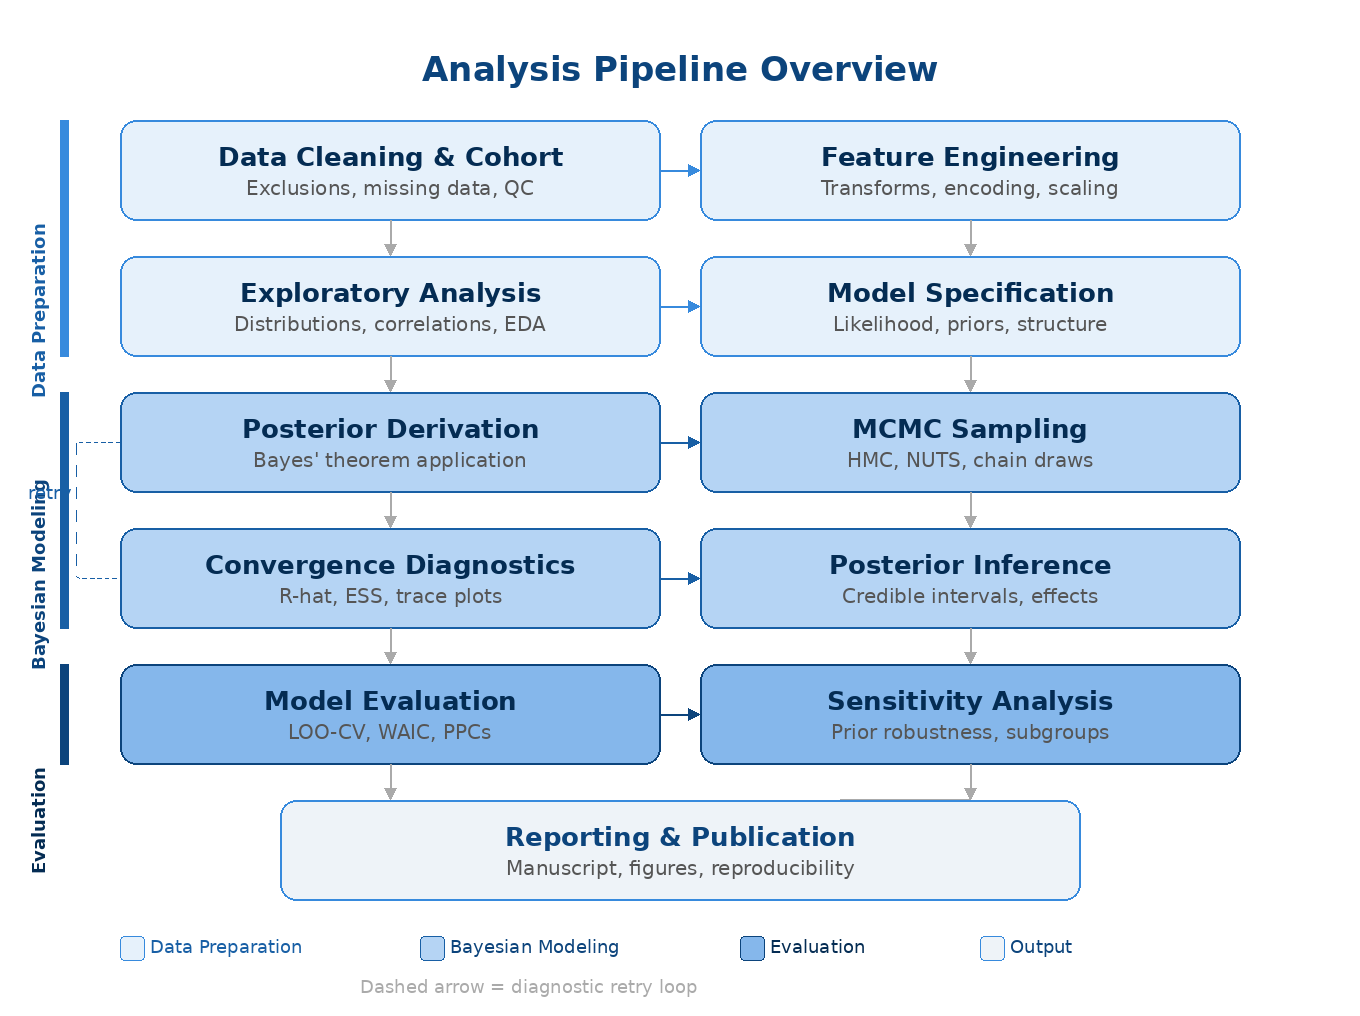 Analysis Pipeline Overview
Data Cleaning & Cohort
Exclusions, missing data, QC
Feature Engineering
Transforms, encoding, scaling
Data Preparation
Exploratory Analysis
Distributions, correlations, EDA
Model Specification
Likelihood, priors, structure
Posterior Derivation
Bayes' theorem application
MCMC Sampling
HMC, NUTS, chain draws
retry
Bayesian Modeling
Convergence Diagnostics
R-hat, ESS, trace plots
Posterior Inference
Credible intervals, effects
Model Evaluation
LOO-CV, WAIC, PPCs
Sensitivity Analysis
Prior robustness, subgroups
Evaluation
Reporting & Publication
Manuscript, figures, reproducibility
Data Preparation
Bayesian Modeling
Evaluation
Output
Dashed arrow = diagnostic retry loop